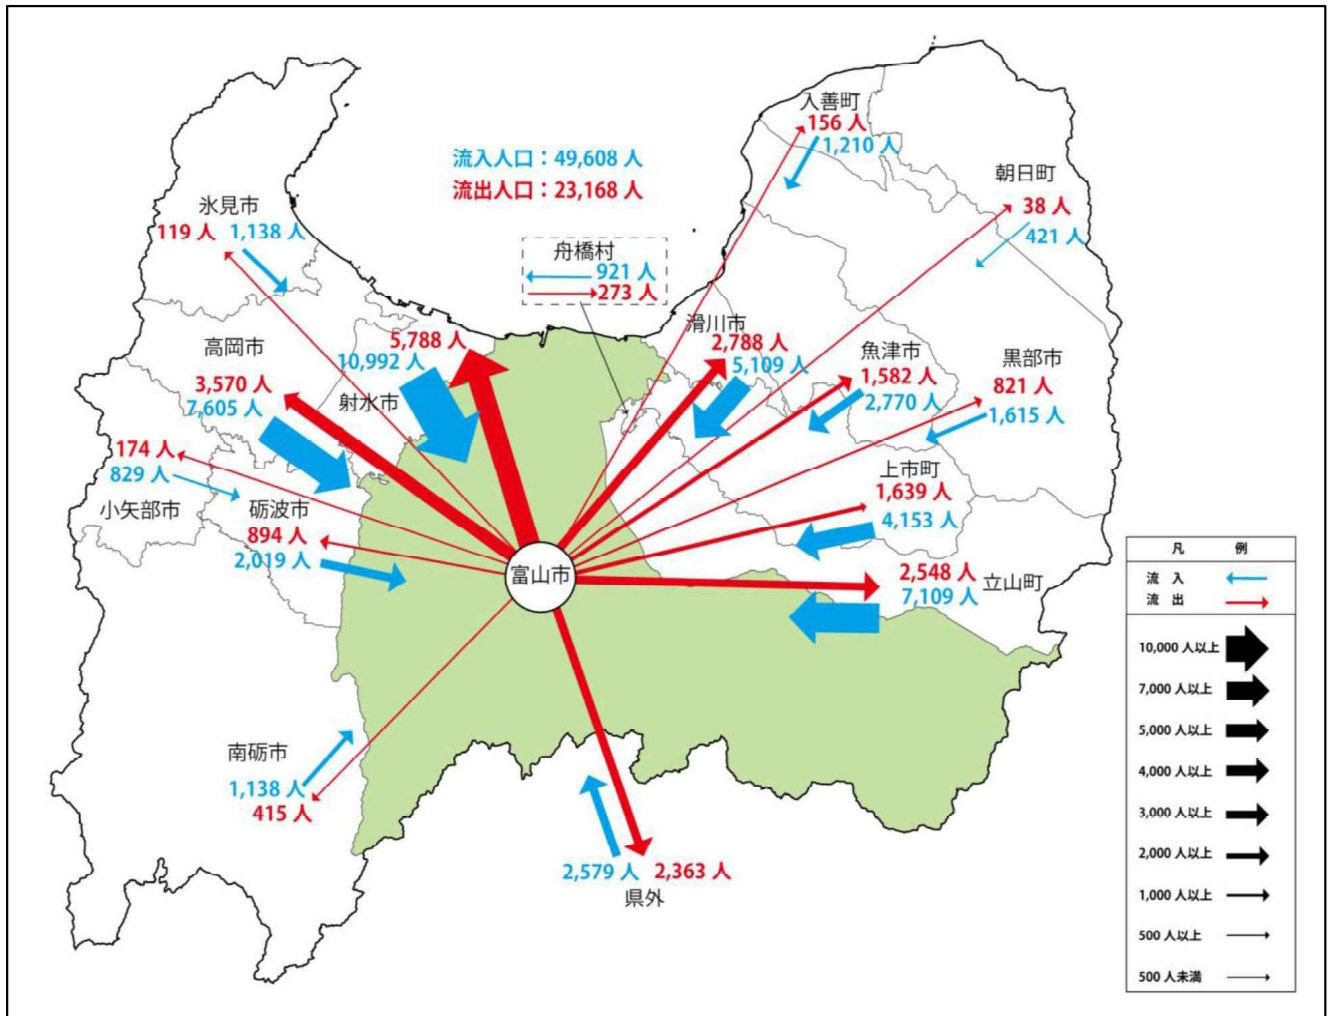 入善町
156 人
1,210 人
流入人口：49,608 人
流出人口：23,168 人
朝日町
38 人
421 人
氷見市
119 人 1,138 人
舟橋村
921 人
273 人
滑川市
2,788 人
5,109 人
魚津市
1,582 人
2,770 人
黒部市
821 人
1,615 人
5,788 人
10,992 人
射水市
高岡市
3,570 人
7,605 人
174 人
829 人
小矢部市
砺波市
894 人
2,019 人
上市町
1,639 人
4,153 人
富山市
2,548 人
7,109 人
立山町
南砺市
1,138 人
415 人
2,579 人 2,363 人
県外
凡 例
流 入
流 出
10,000 人以上
7,000 人以上
5,000 人以上
4,000 人以上
3,000 人以上
2,000 人以上
1,000 人以上
500 人以上
500 人未満